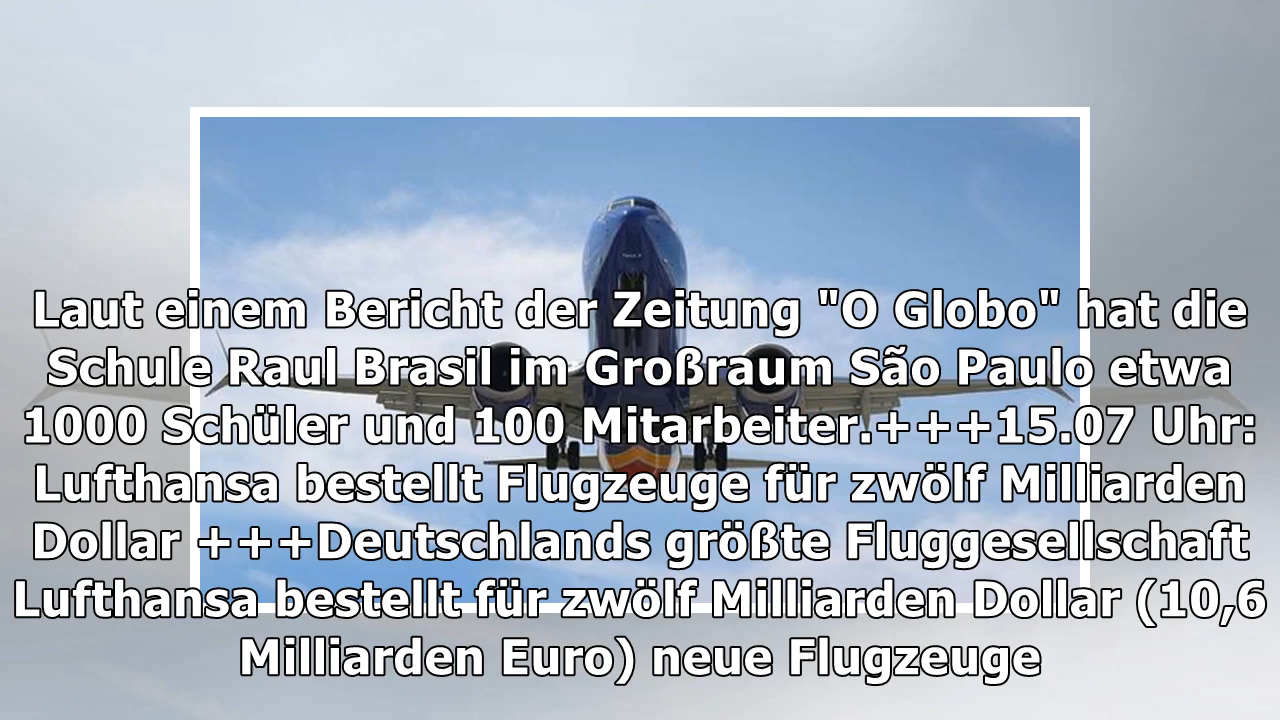 Laut einem Bericht der Zeitung "O Globo" hat die
Schule Raul Brasil im Großraum São Paulo etwa
1000 Schüler und 100 Mitarbeiter.+++15.07 Uhr:
Lufthansa bestellt Flugzeuge für zwölf Milliarden
Dollar +++Deutschlands größte Fluggesellschaft
Lufthansa bestellt für zwölf Milliarden Dollar (10,6
Milliarden Euro) neue Flugzeuge